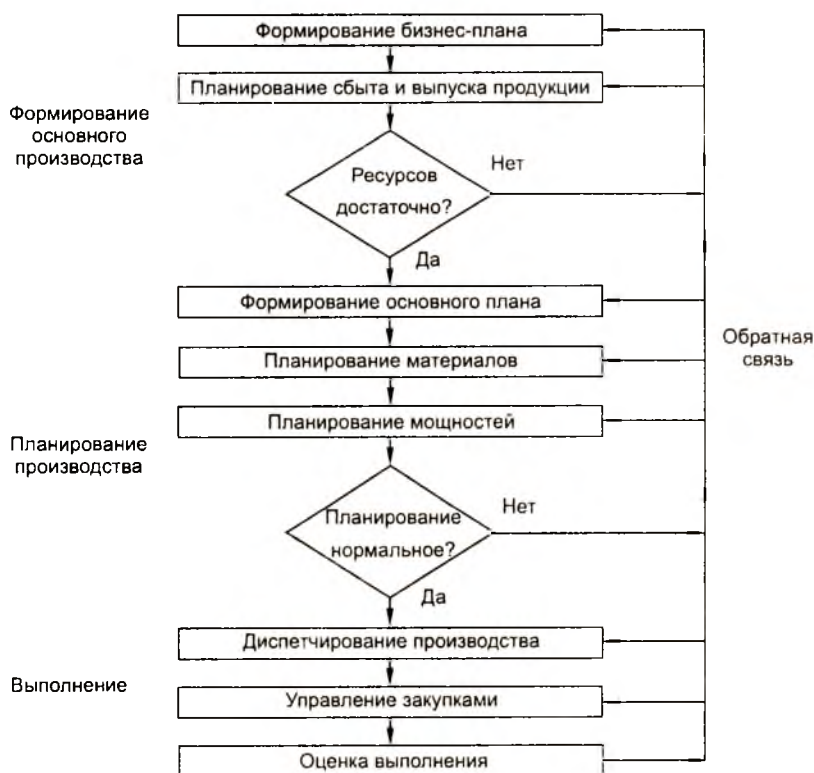 Формирование бизнес-плана
Планирование сбыта и выпуска продукции
Формирование
основного
производства
Нет
Ресурсов
достаточно?
Да
Формирование основного плана
Обратная
связь
Планирование материалов
Планирование мощностей
Планирование
производства
Нет
Планирование
нормальное?
Да
Диспетчирование производства
Выполнение
Управление закупками
Оценка выполнения